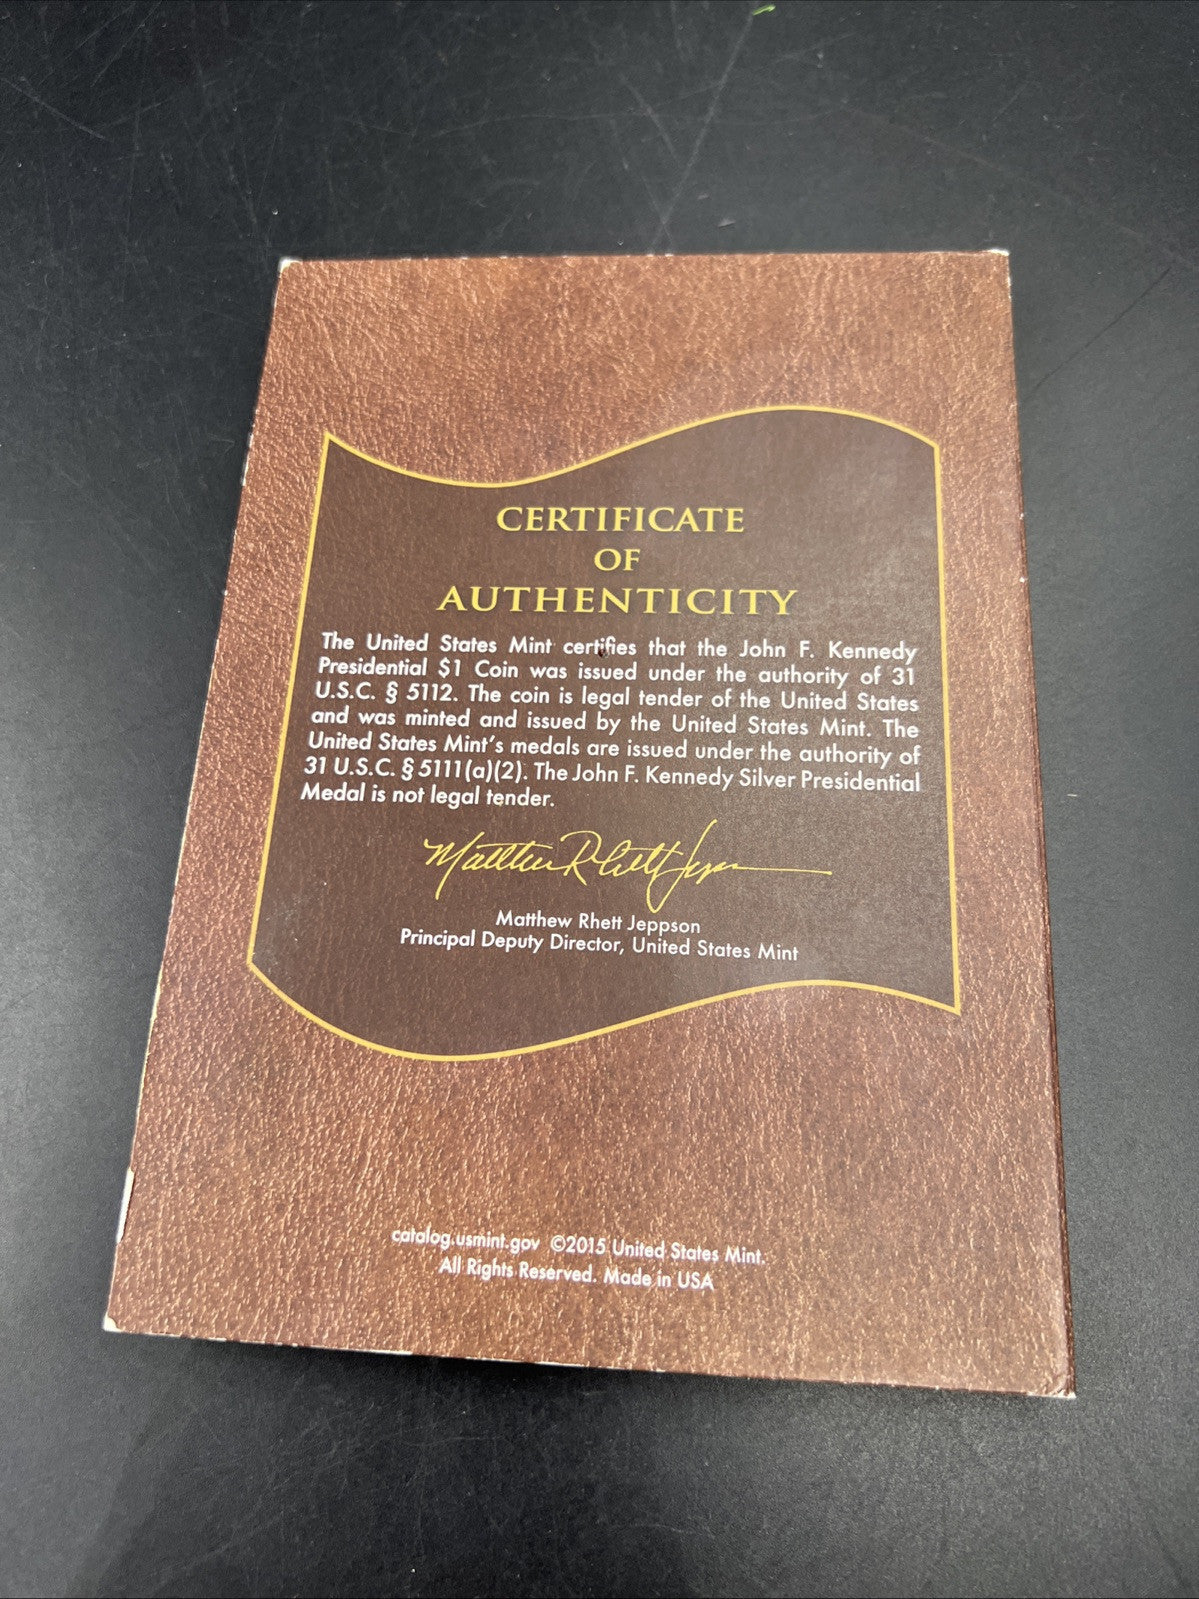 CERTIFICATE
OF
AUTHENTICITY
The United States Mint certifies that the John F. Kennedy
Presidential $1 Coin was issued under the authority of 31
U.S.C. § 5112. The coin is legal tender of the United States
and was minted and issued by the United States Mint. The
United States Mint's medals are issued under the authority of
31 U.S.C. § 5111(a)(2). The John F. Kennedy Silver Presidential
Medal is not legal tender.
Matthew Rhett Jeppson
Matthew Rhett Jeppson
Principal Deputy Director, United States Mint
catalog.usmint.gov ©2015 United States Mint.
All Rights Reserved. Made in USA